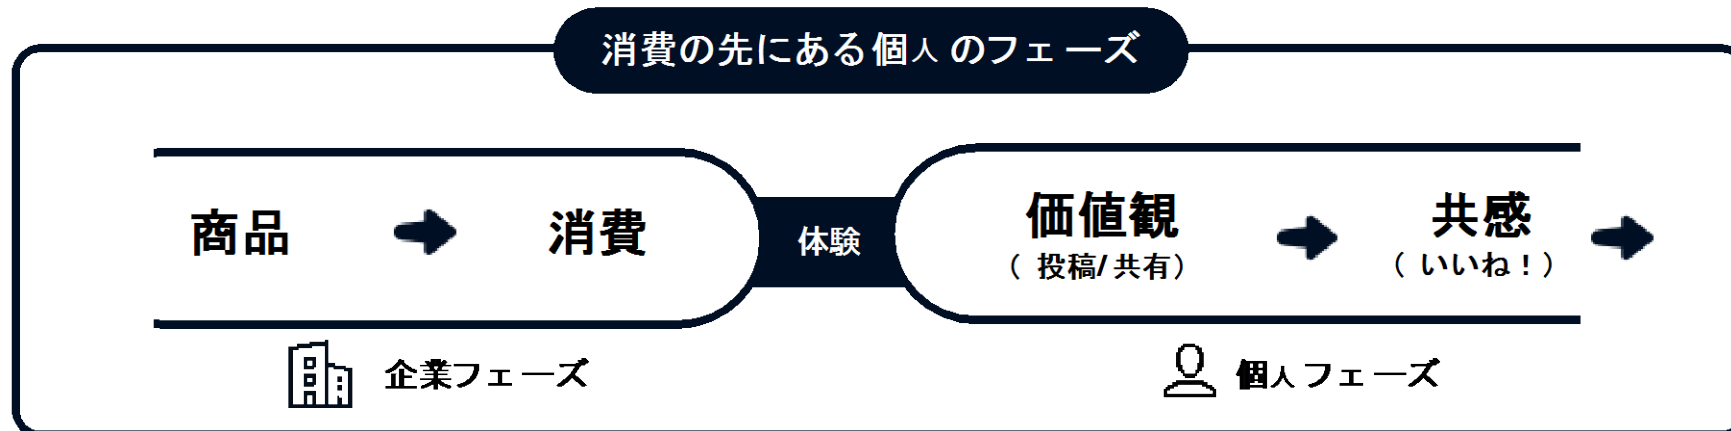 消費の先にある個人のフェーズ
商品
消費
体験
価値観
（投稿/共有）
共感
（いいね！）
企業フェーズ
個人フェーズ